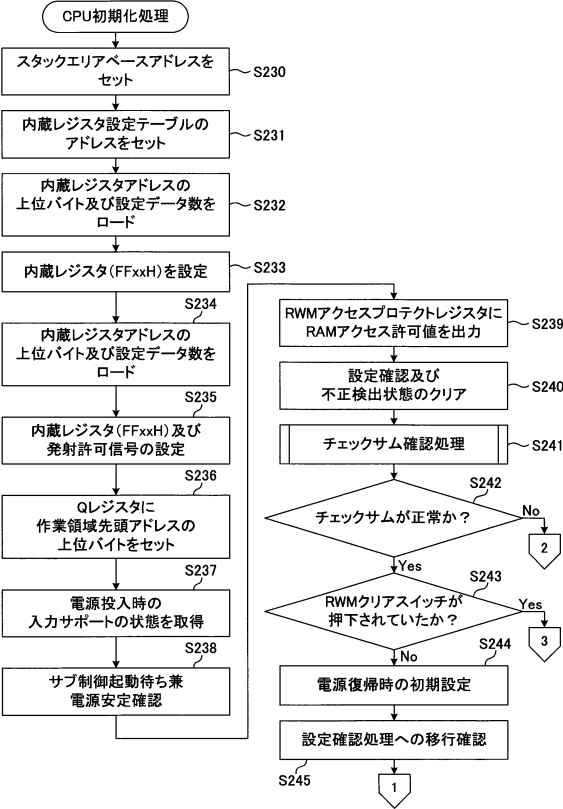 CPU初期化処理
スタックエリアベースアドレスを
セット
S230
内蔵レジスタ設定テーブルの
アドレスをセット
S231
内蔵レジスタアドレスの
上位バイト及び設定データ数を
ロード
S232
内蔵レジスタ(FFxxH)を設定
S233
S234
内蔵レジスタアドレスの
上位バイト及び設定データ数を
ロード
S235
内蔵レジスタ(FFxxH)及び
発射許可信号の設定
S236
Qレジスタに
作業領域先頭アドレスの
上位バイトをセット
S237
電源投入時の
入力サポートの状態を取得
S238
サブ制御起動待ち兼
電源安定確認
RWMアクセスプロテクトレジスタに
RAMアクセス許可値を出力
S239
設定確認及び
不正検出状態のクリア
S240
チェックサム確認処理
S241
S242
チェックサムが正常か?
No
2
Yes
S243
RWMクリアスイッチが
押下されていたか?
Yes
3
No
S244
電源復帰時の初期設定
設定確認処理への移行確認
S245
1